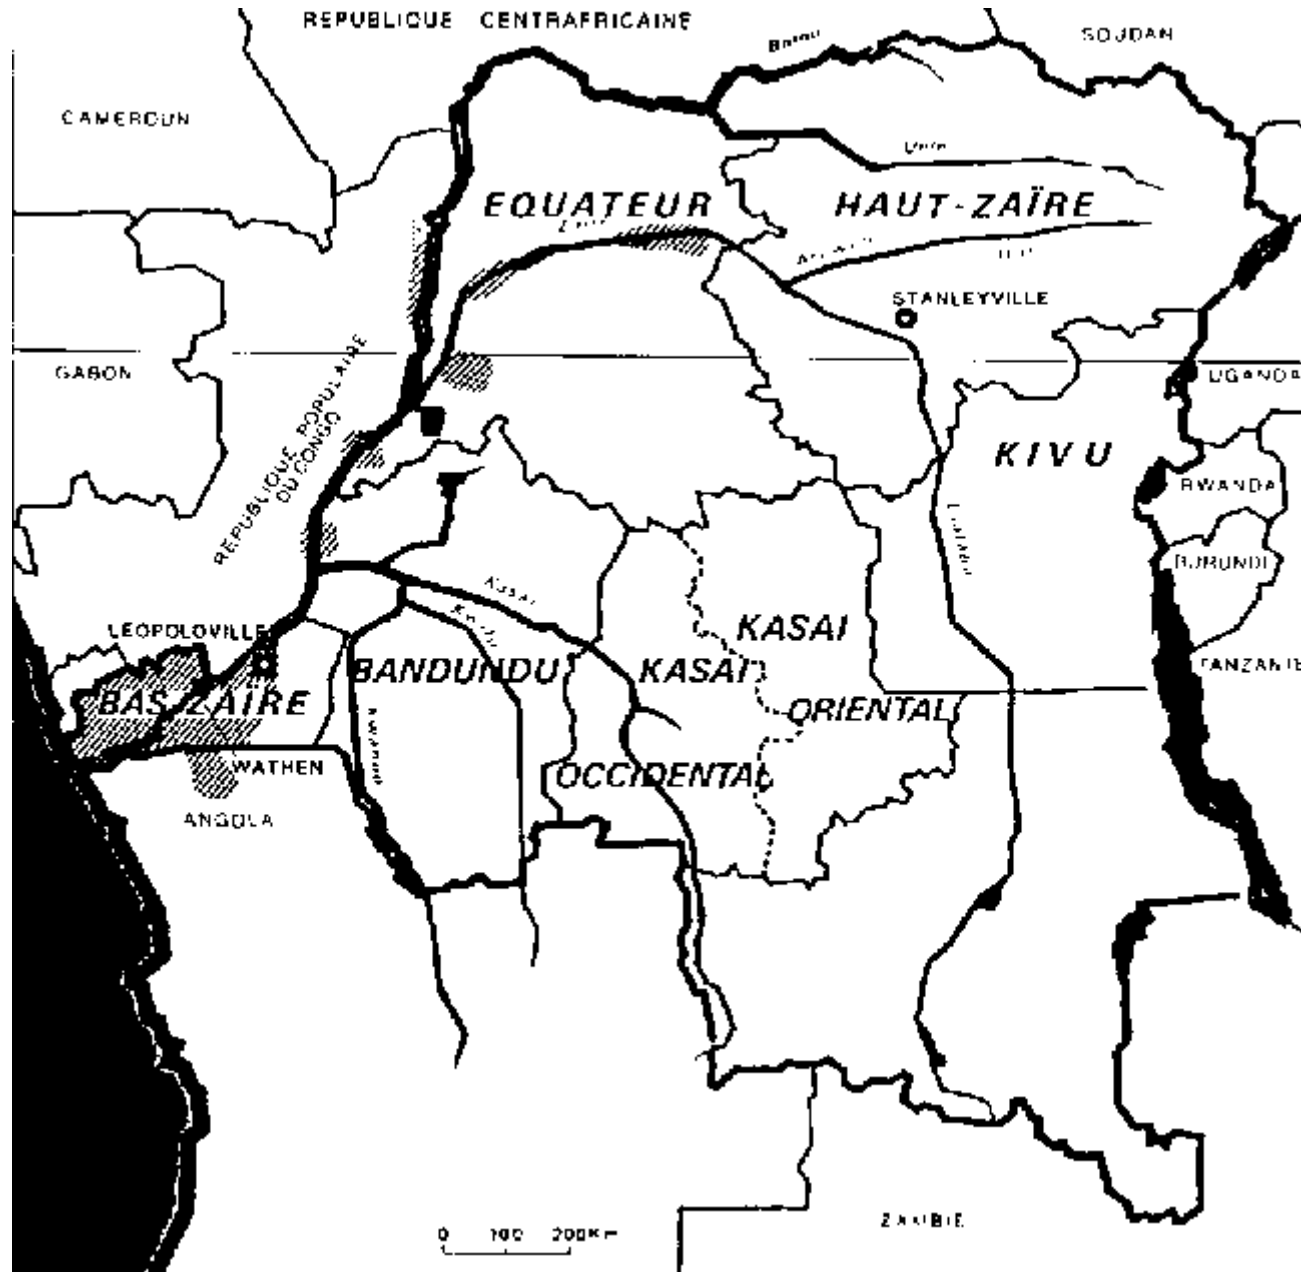 REPUBLIQUE CENTRAFRICAINE
SOUDAN
CAMEROUN
EQUATEUR
HAUT-ZAÏRE
STANLEYVILLE
GABON
REPUBLIQUE POPULAIRE
DU CONGO
UGANDA
KIVU
RWANDA
BURUNDI
Kasai
LEOPOLOVILLE
KASAI
BANDUNDU
KASAI
TANZANIE
BAS ZAÏRE
ORIENTAL
WATHEN
OCCIDENTAL
ANGOLA
ZAMBIE
0 100 200Km